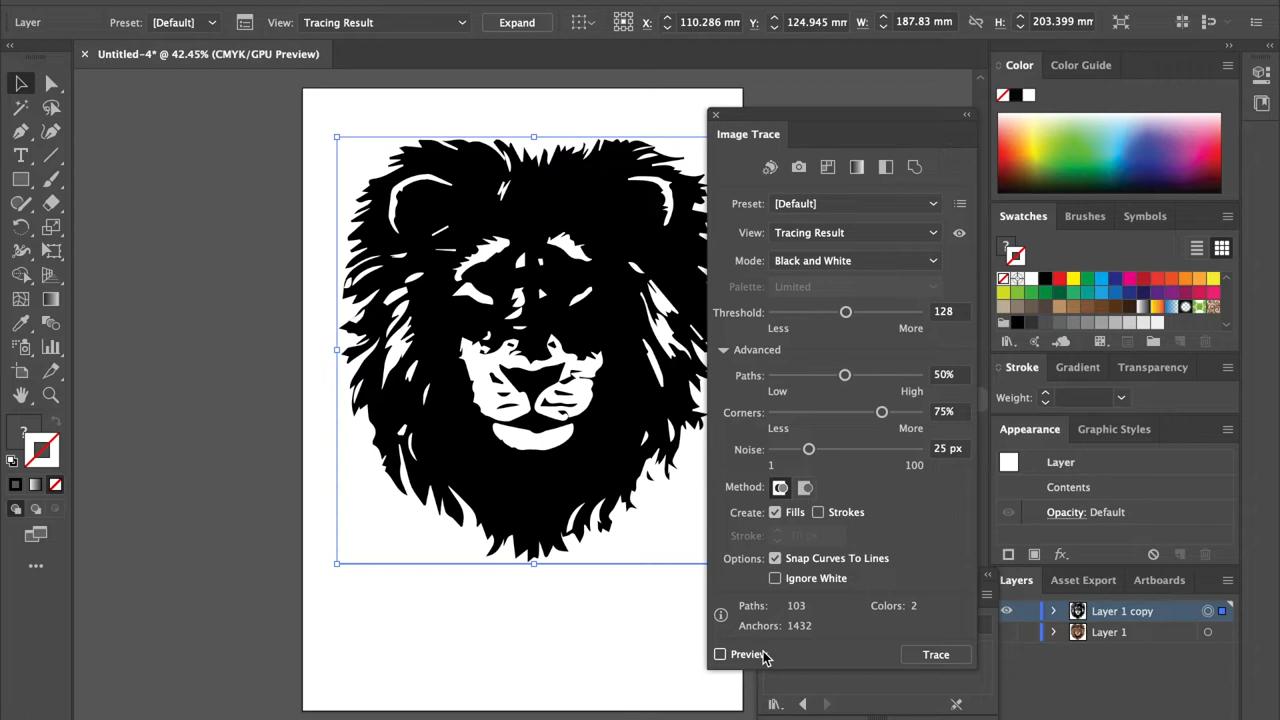 Layer Preset: [Default] View: Tracing Result Expand X: 110.286 mm Y: 124.945 mm W: 187.83 mm H: 203.399 mm
Untitled-4* @ 42.45% (CMYK/GPU Preview)
Image Trace
Preset: [Default]
View: Tracing Result
Mode: Black and White
Palette: Limited
Threshold: 128
Less More
Advanced
Paths: 50%
Low High
Corners: 75%
Less More
Noise: 25 px
1 100
Method:
Create: Fills Strokes
Stroke:
Options: Snap Curves To Lines
Ignore White
Paths: 103 Colors: 2
Anchors: 1432
Preview Trace
Color Color Guide
Swatches Brushes Symbols
?
Stroke Gradient Transparency
Weight:
Appearance Graphic Styles
Layer
Contents
Opacity: Default
fx
Layers Asset Export Artboards
Layer 1 copy
Layer 1
?